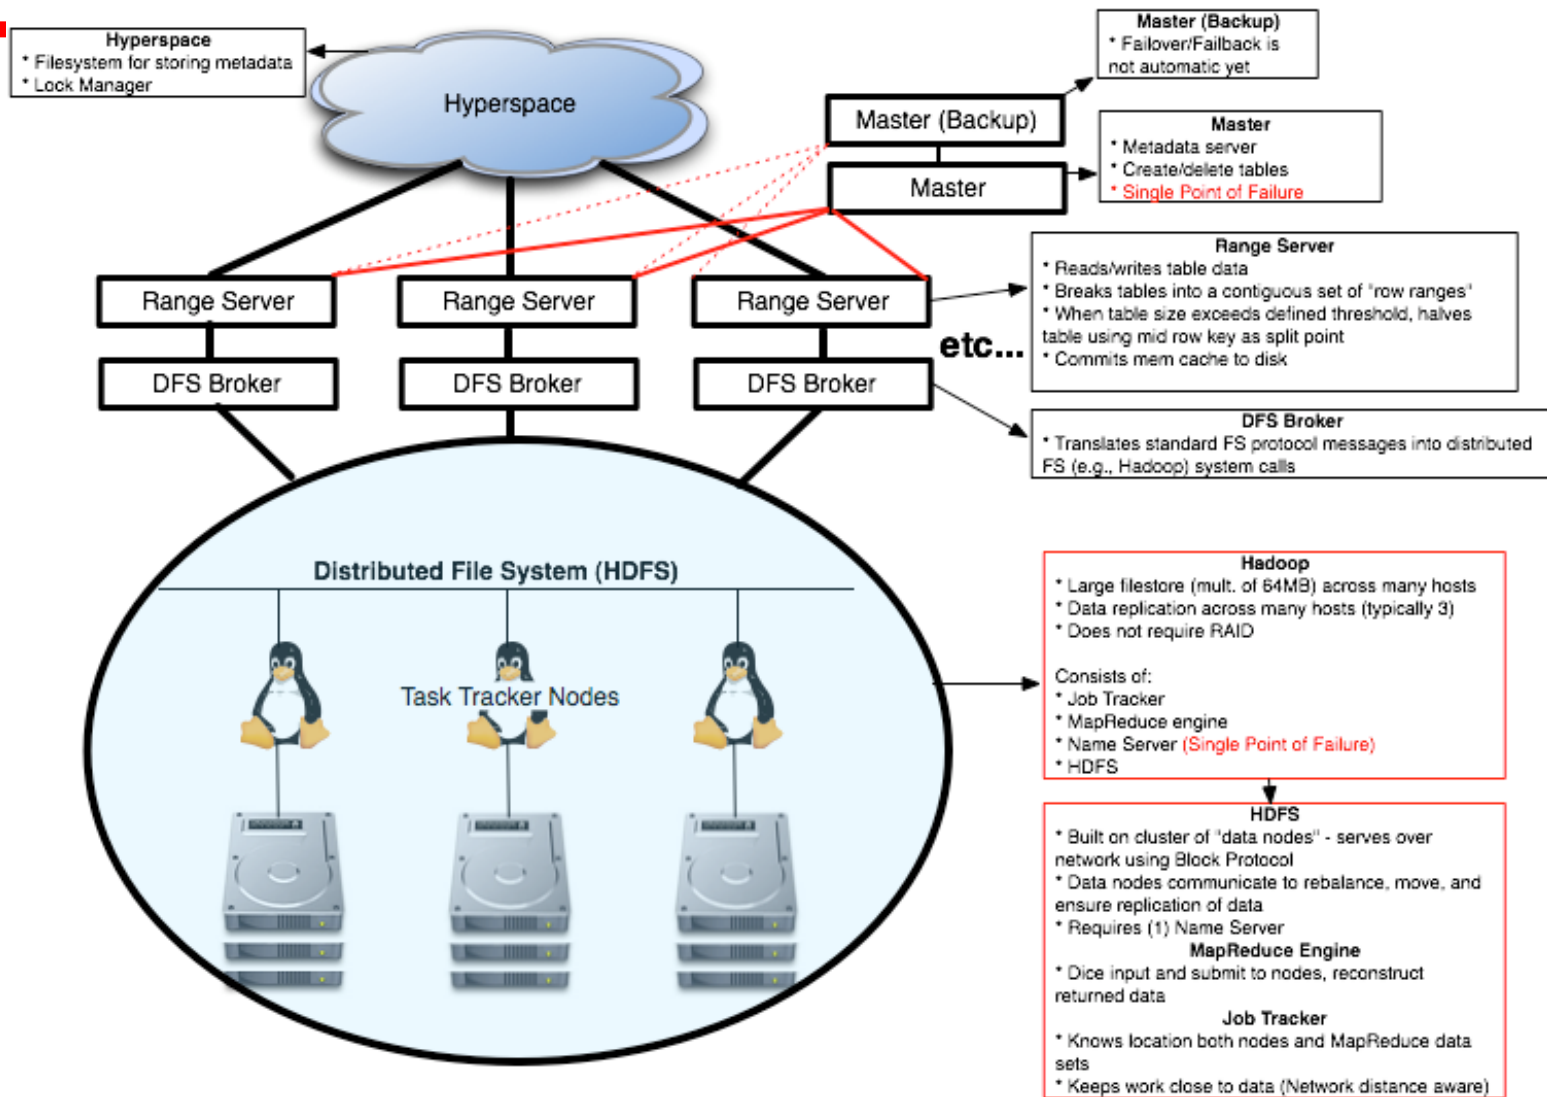 Hyperspace
* Filesystem for storing metadata
* Lock Manager
Hyperspace
Master (Backup)
* Failover/Failback is
not automatic yet
Master (Backup)
Master
Master
* Metadata server
* Create/delete tables
* Single Point of Failure
Range Server
Range Server
Range Server
Range Server
* Reads/writes table data
* Breaks tables into a contiguous set of "row ranges"
* When table size exceeds defined threshold, halves
table using mid row key as split point
* Commits mem cache to disk
etc...
DFS Broker
DFS Broker
DFS Broker
DFS Broker
* Translates standard FS protocol messages into distributed
FS (e.g., Hadoop) system calls
Distributed File System (HDFS)
Task Tracker Nodes
Hadoop
* Large filestore (mult. of 64MB) across many hosts
* Data replication across many hosts (typically 3)
* Does not require RAID
Consists of:
* Job Tracker
* MapReduce engine
* Name Server (Single Point of Failure)
* HDFS
HDFS
* Built on cluster of "data nodes" - serves over
network using Block Protocol
* Data nodes communicate to rebalance, move, and
ensure replication of data
* Requires (1) Name Server
MapReduce Engine
* Dice input and submit to nodes, reconstruct
returned data
Job Tracker
* Knows location both nodes and MapReduce data
sets
* Keeps work close to data (Network distance aware)